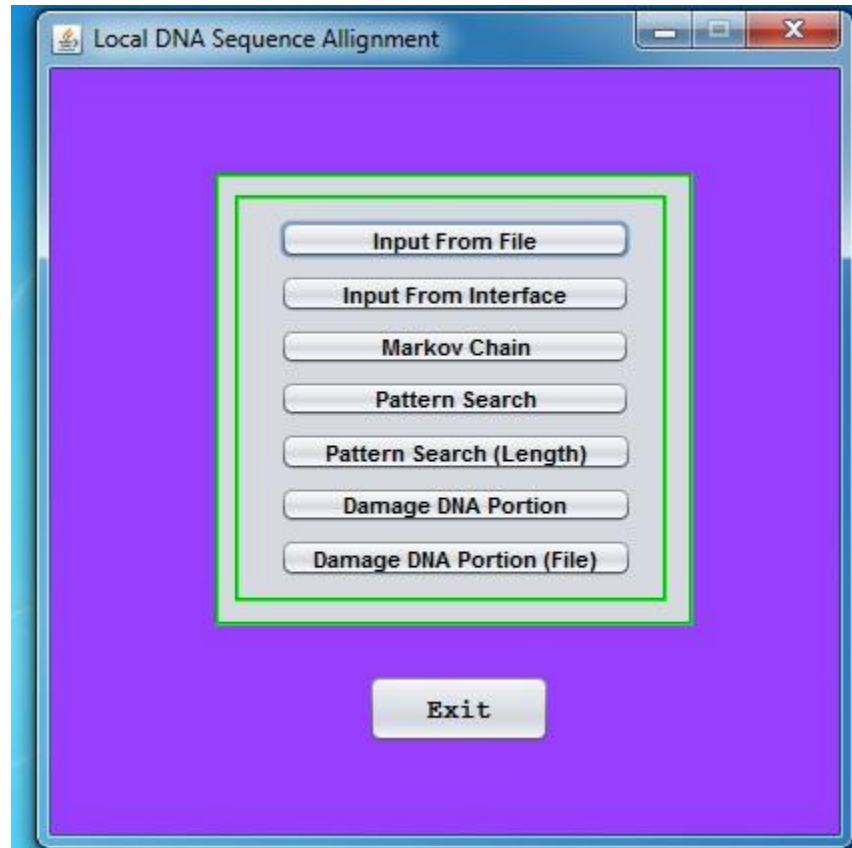 Local DNA Sequence Allignment
Input From File
Input From Interface
Markov Chain
Pattern Search
Pattern Search (Length)
Damage DNA Portion
Damage DNA Portion (File)
Exit